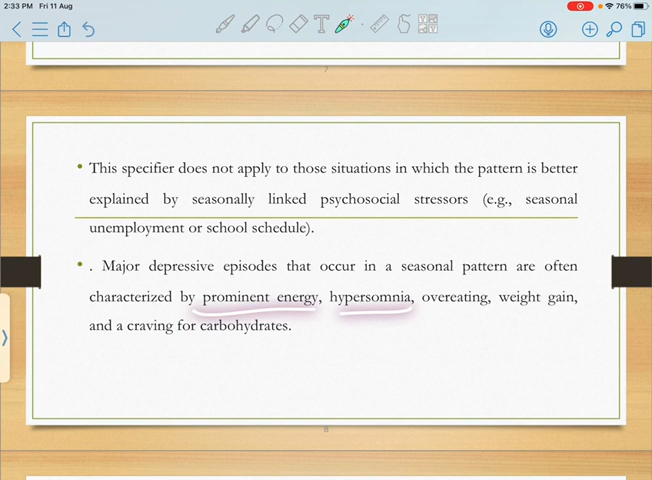 2:33 PM Fri 11 Aug 76%
7
• This specifier does not apply to those situations in which the pattern is better
explained by seasonally linked psychosocial stressors (e.g., seasonal
unemployment or school schedule).
• . Major depressive episodes that occur in a seasonal pattern are often
characterized by prominent energy, hypersomnia, overeating, weight gain,
and a craving for carbohydrates.
8